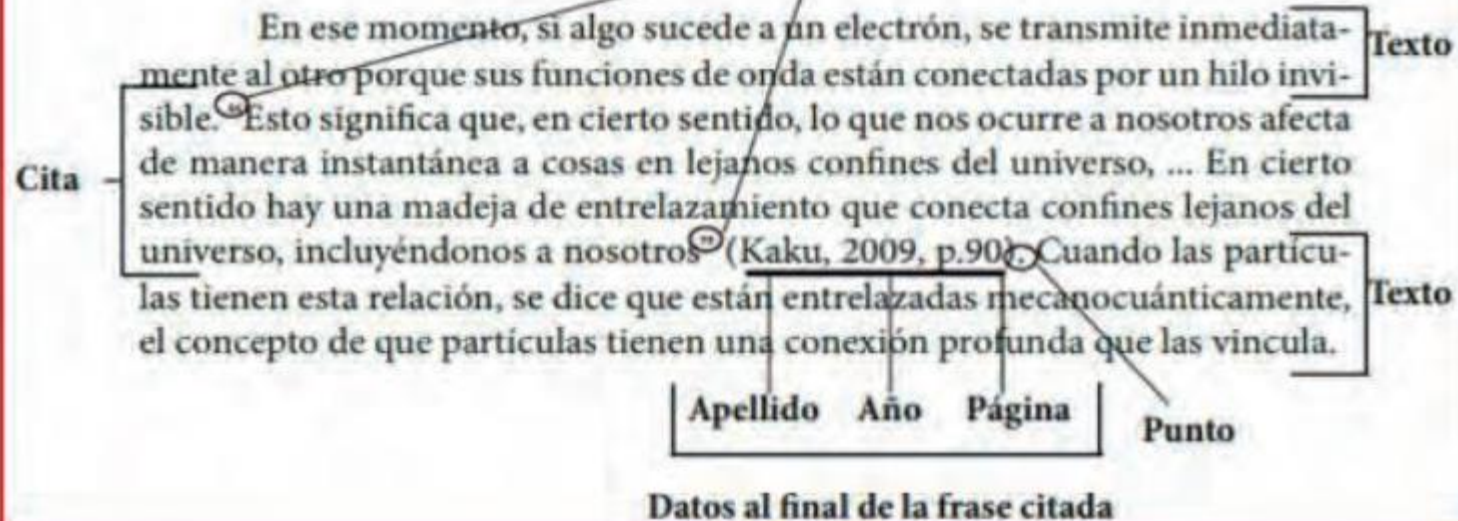 En ese momento, si algo sucede a un electrón, se transmite inmediata-
mente al otro porque sus funciones de onda están conectadas por un hilo invi-
sible. “Esto significa que, en cierto sentido, lo que nos ocurre a nosotros afecta
de manera instantánea a cosas en lejanos confines del universo, ... En cierto
sentido hay una madeja de entrelazamiento que conecta confines lejanos del
universo, incluyéndonos a nosotros” (Kaku, 2009, p.90). Cuando las partícu-
las tienen esta relación, se dice que están entrelazadas mecanocuánticamente,
el concepto de que partículas tienen una conexión profunda que las vincula.
Texto
Cita
Texto
Apellido Año Página
Punto
Datos al final de la frase citada